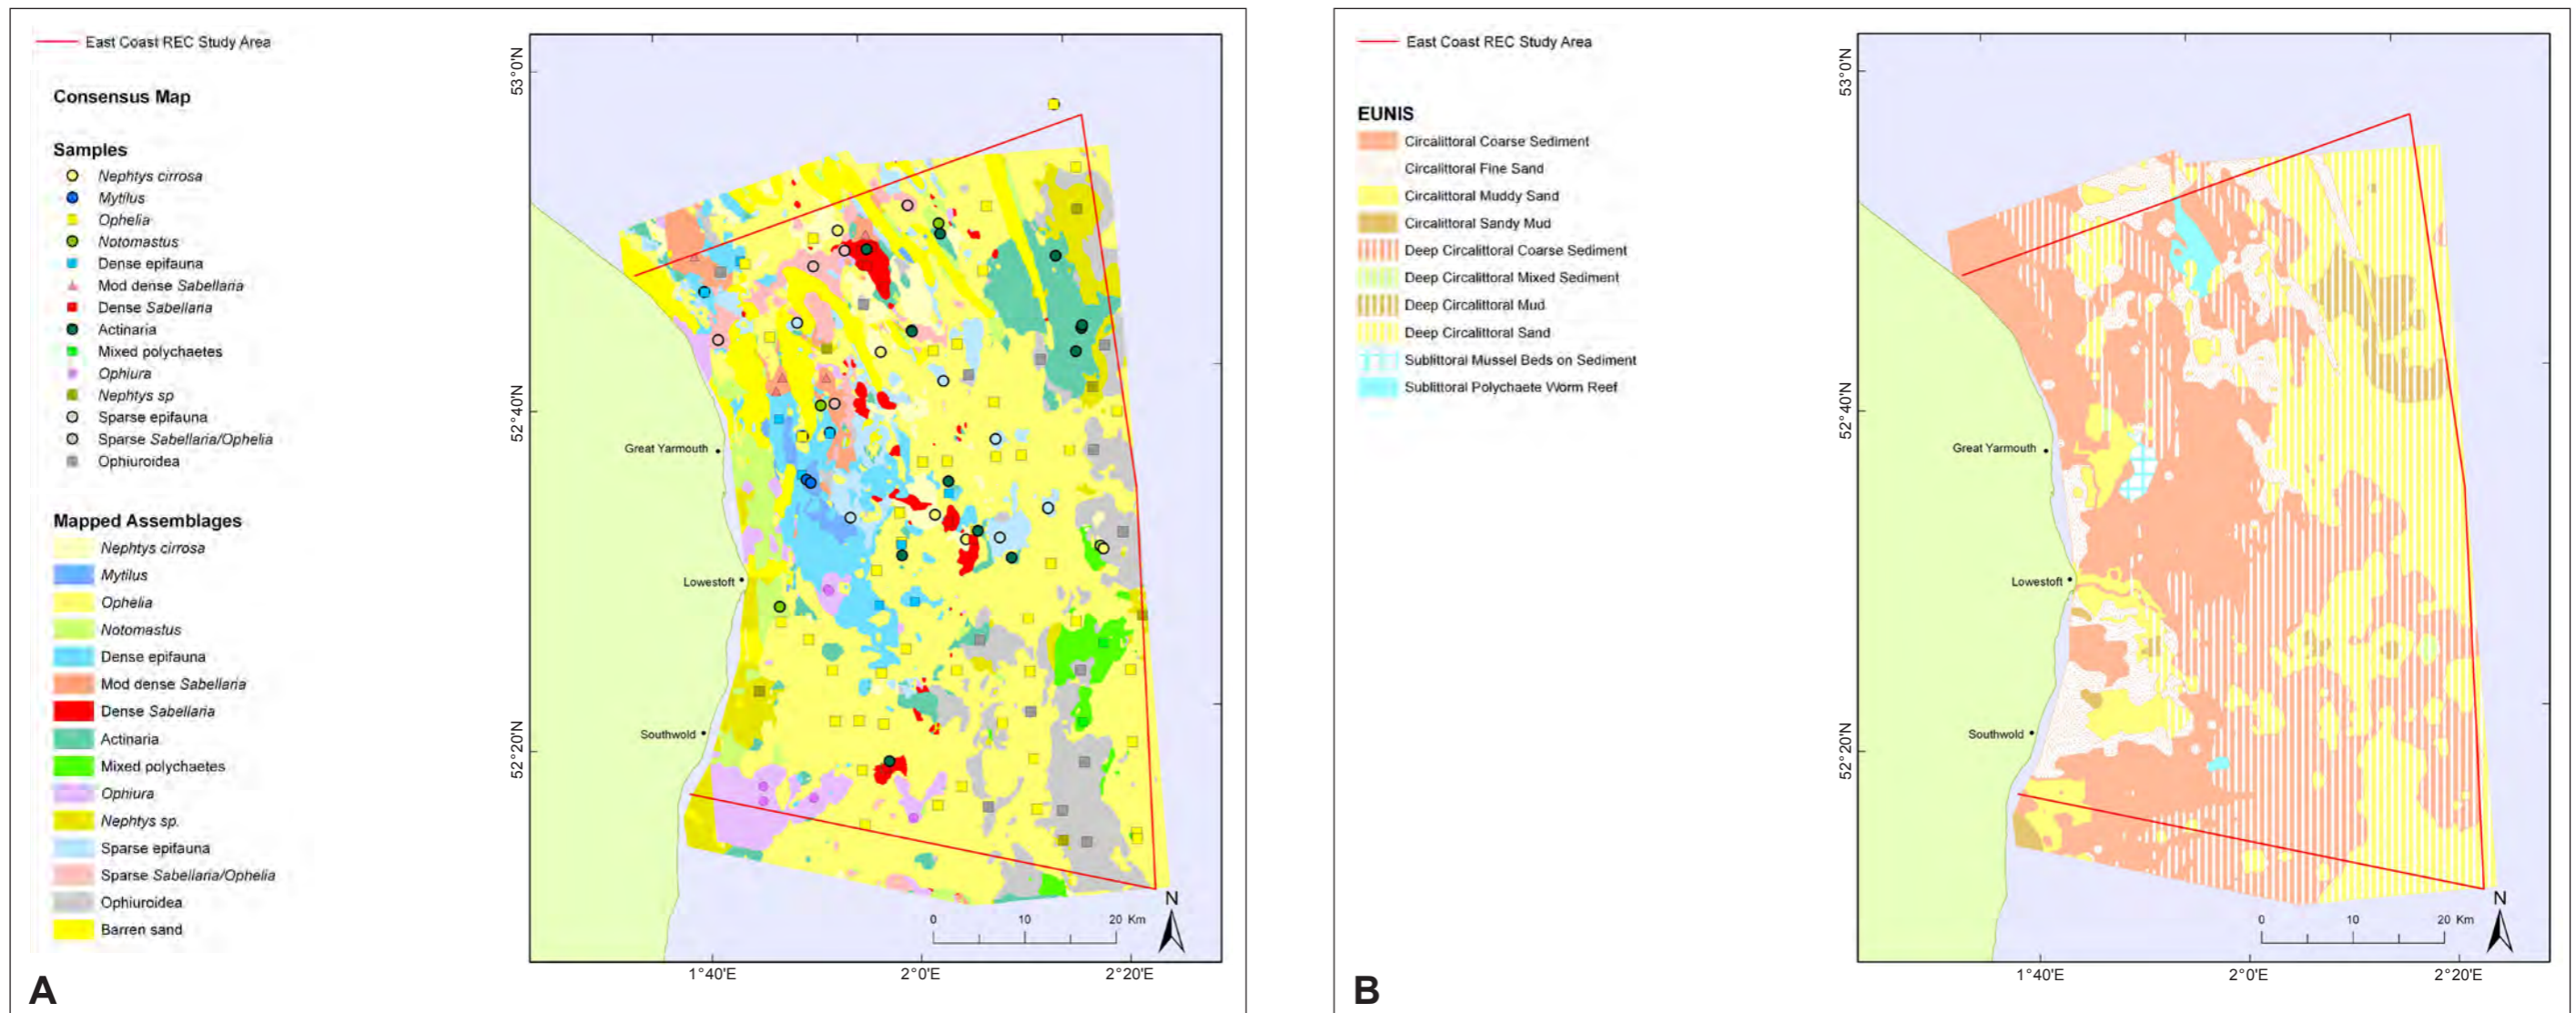 East Coast REC Study Area
Consensus Map
Samples
Nephtys cirrosa
Mytilus
Ophelia
Notomastus
Dense epifauna
Mod dense Sabellaria
Dense Sabellaria
Actinaria
Mixed polychaetes
Ophiura
Nephtys sp
Sparse epifauna
Sparse Sabellaria/Ophelia
Ophiuroidea
Mapped Assemblages
Nephtys cirrosa
Mytilus
Ophelia
Notomastus
Dense epifauna
Mod dense Sabellaria
Dense Sabellaria
Actinaria
Mixed polychaetes
Ophiura
Nephtys sp.
Sparse epifauna
Sparse Sabellaria/Ophelia
Ophiuroidea
Barren sand
53°0'N
52°40'N
52°20'N
Great Yarmouth
Lowestoft
Southwold
N
0 10 20 Km
1°40'E 2°0'E 2°20'E
A
East Coast REC Study Area
EUNIS
Circalittoral Coarse Sediment
Circalittoral Fine Sand
Circalittoral Muddy Sand
Circalittoral Sandy Mud
Deep Circalittoral Coarse Sediment
Deep Circalittoral Mixed Sediment
Deep Circalittoral Mud
Deep Circalittoral Sand
Sublittoral Mussel Beds on Sediment
Sublittoral Polychaete Worm Reef
53°0'N
52°40'N
52°20'N
Great Yarmouth
Lowestoft
Southwold
N
0 10 20 Km
1°40'E 2°0'E 2°20'E
B